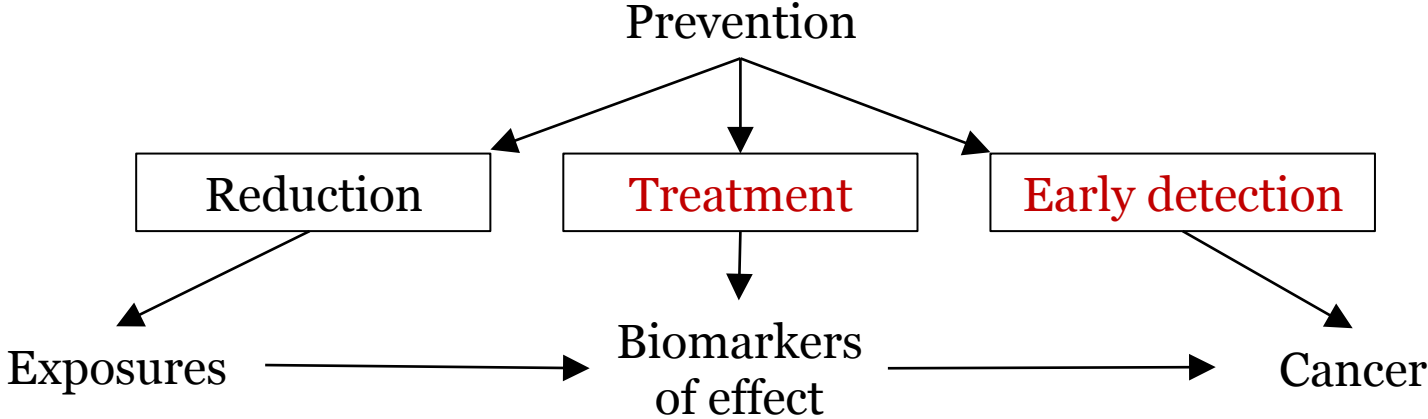 Prevention
Reduction
Treatment
Early detection
Exposures
Biomarkers
of effect
Cancer